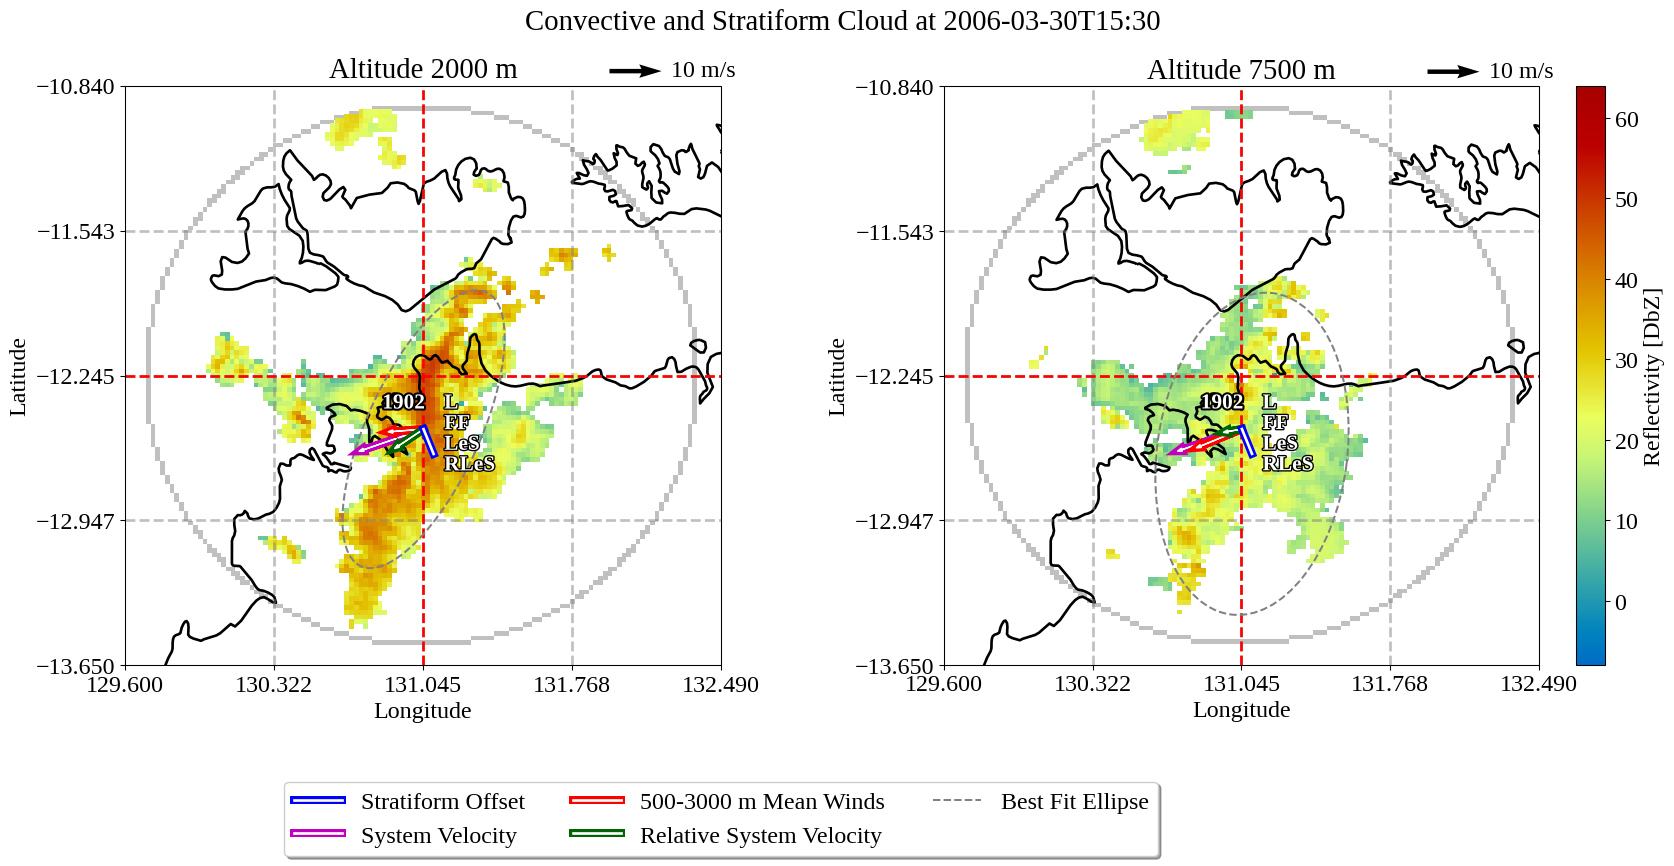 Convective and Stratiform Cloud at 2006-03-30T15:30
Altitude 2000 m
10 m/s
−10.840
−11.543
−12.245
−12.947
−13.650
129.600
130.322
131.045
131.768
132.490
Latitude
Longitude
1902
L
FF
LeS
RLeS
Altitude 7500 m
10 m/s
−10.840
−11.543
−12.245
−12.947
−13.650
129.600
130.322
131.045
131.768
132.490
Latitude
Longitude
1902
L
FF
LeS
RLeS
60
50
40
30
20
10
0
Reflectivity [DbZ]
Stratiform Offset
System Velocity
500-3000 m Mean Winds
Relative System Velocity
Best Fit Ellipse